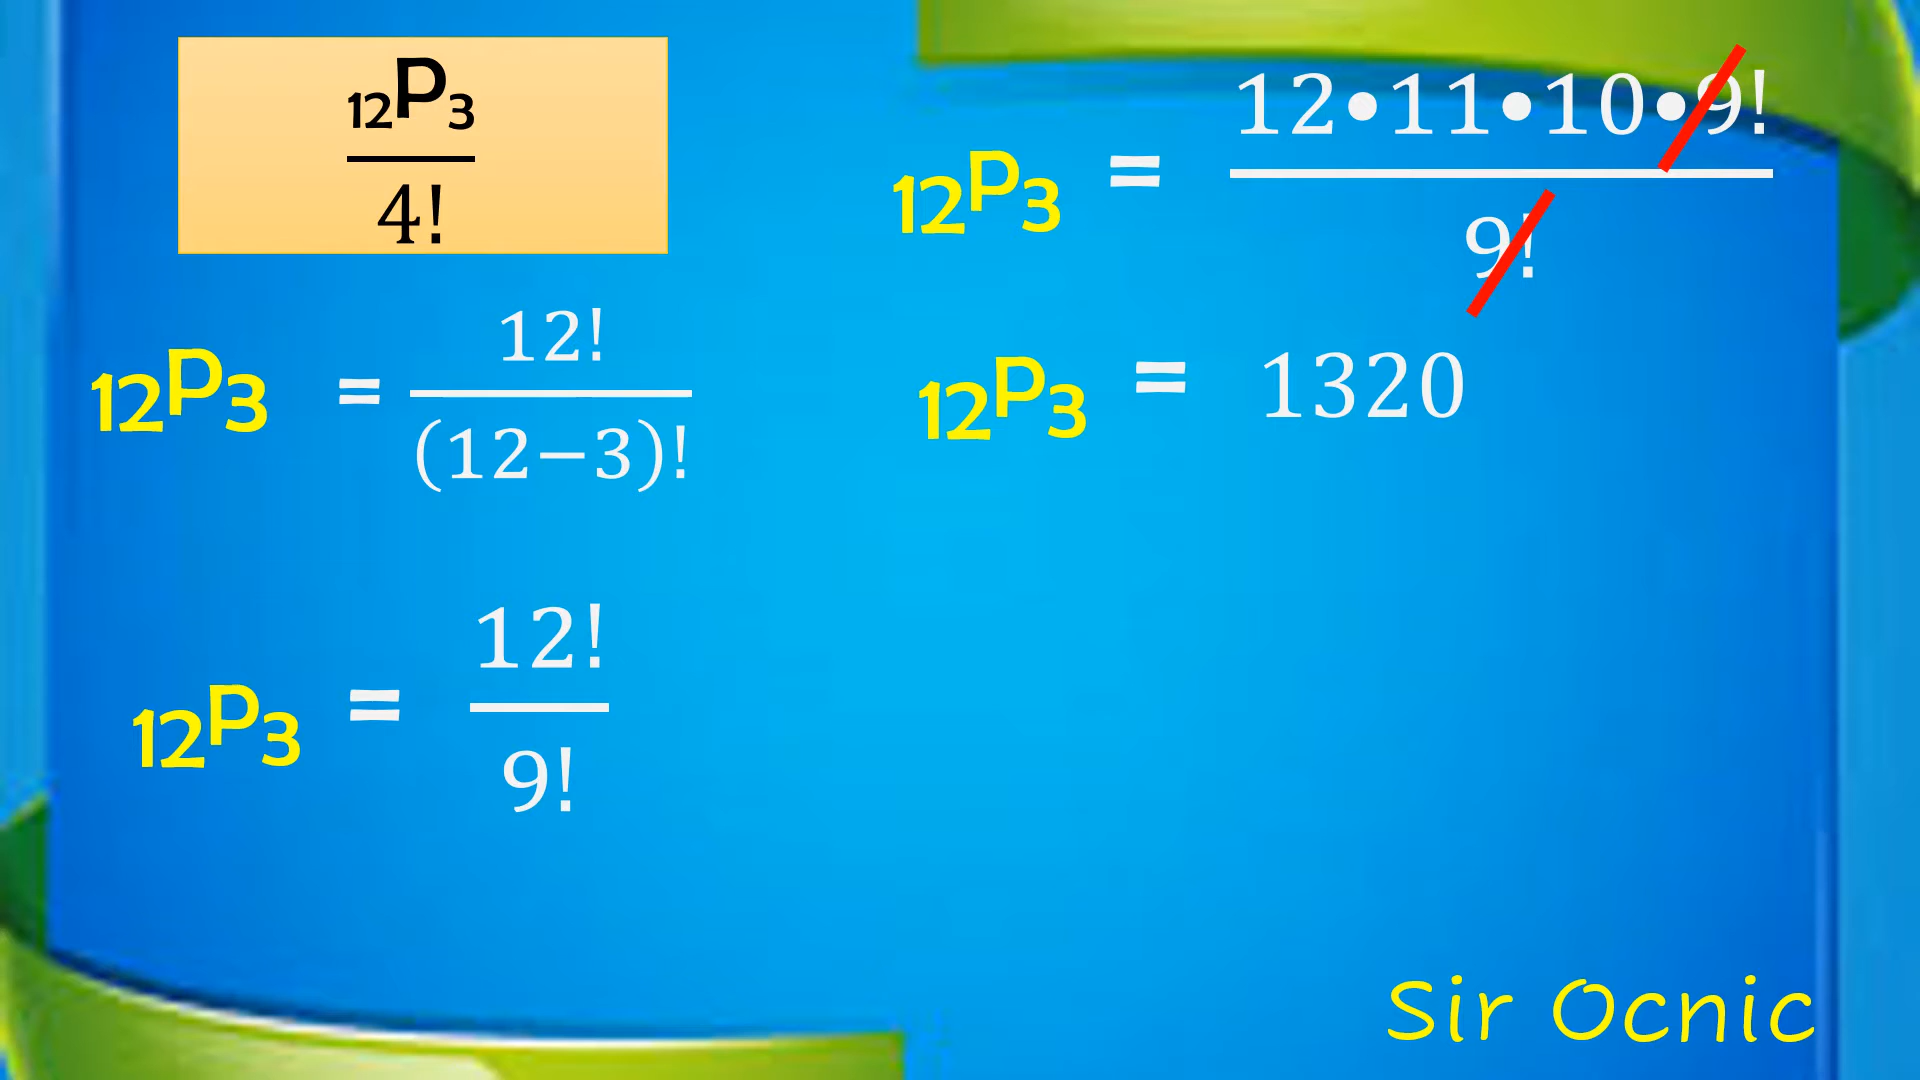 ₁₂P₃
4!
₁₂P₃ = 12!
(12−3)!
₁₂P₃ = 12!
9!
₁₂P₃ = 12•11•10•9!
9!
₁₂P₃ = 1320
Sir Ocnic